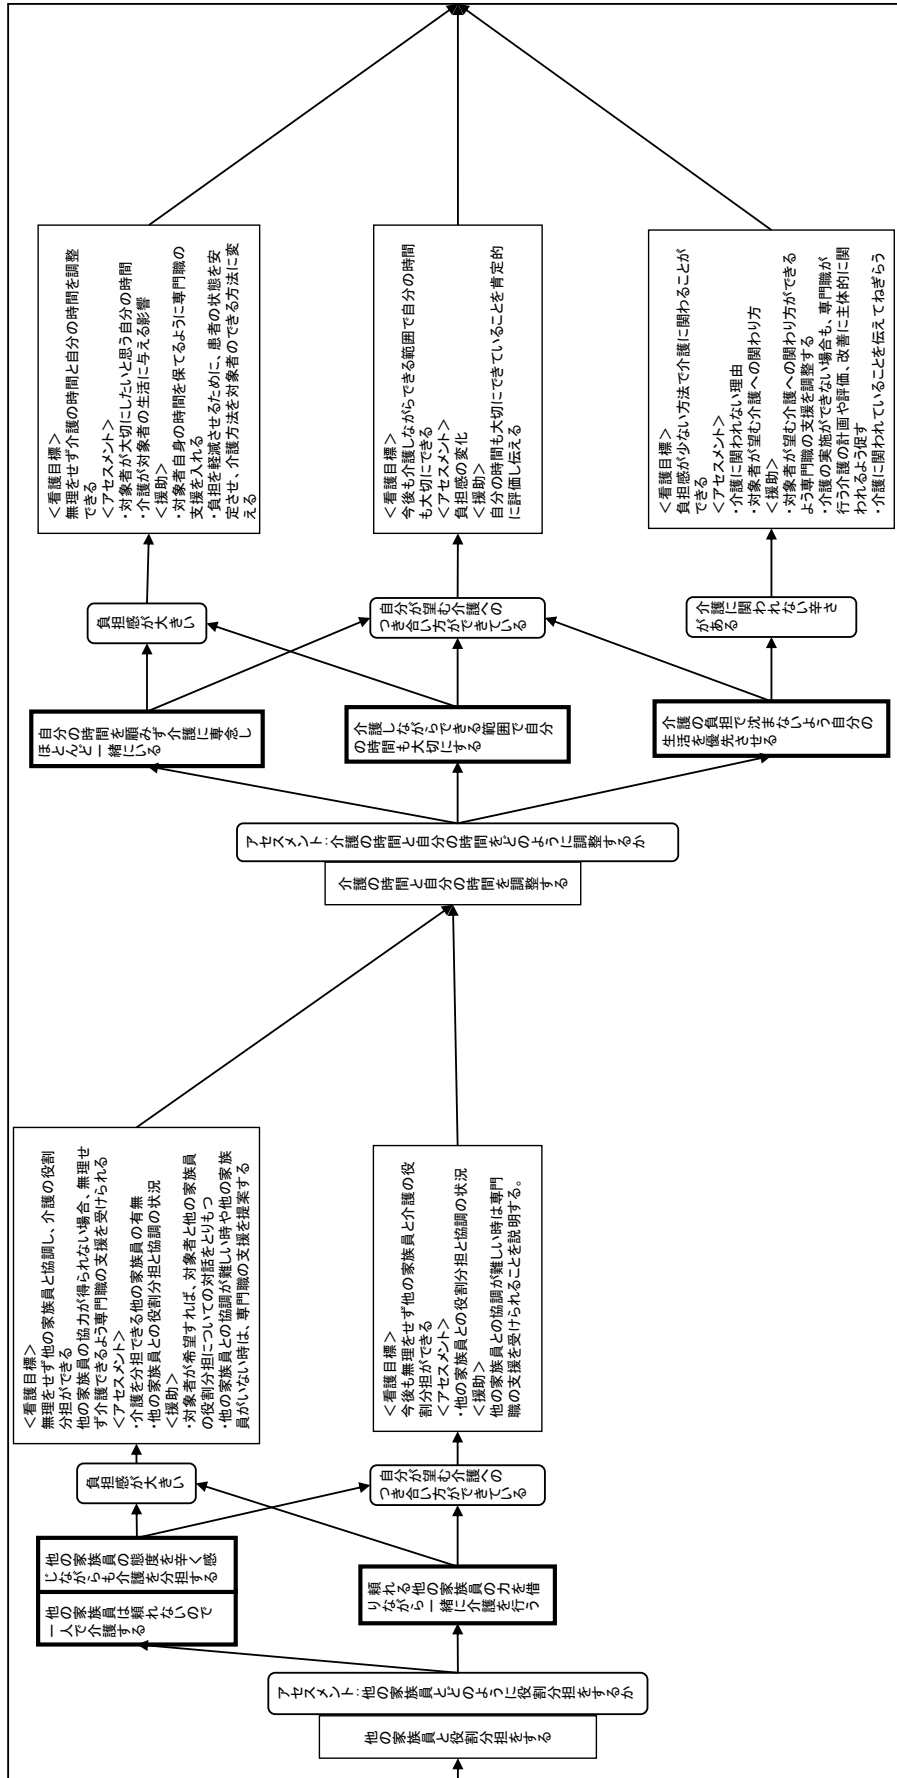 他の家族員と役割分担をする
アセスメント：他の家族員とどのように役割分担をするか
他の家族員は頼れないので
一人で介護する
他の家族員の態度を辛く感
じながらも介護を分担する
頼れる他の家族員の力を借
りながら一緒に介護を行う
負担感が大きい
自分が望む介護への
つき合い方ができている
＜看護目標＞
無理をせず他の家族員と協調し、介護の役割
分担ができる
他の家族員の協力が得られない場合、無理せ
ず介護できるよう専門職の支援を受けられる
＜アセスメント＞
・介護を分担できる他の家族員の有無
・他の家族員との役割分担と協調の状況
＜援助＞
・対象者が希望すれば、対象者と他の家族員
の役割分担についての対話をとりもつ
・他の家族員との協調が難しい時や他の家族
員がいない時は、専門職の支援を提案する
＜看護目標＞
今後も無理をせず他の家族員と介護の役
割分担ができる
＜アセスメント＞
・他の家族員との役割分担と協調の状況
＜援助＞
他の家族員との協調が難しい時は専門
職の支援を受けられることを説明する。
介護の時間と自分の時間を調整する
アセスメント：介護の時間と自分の時間をどのように調整するか
自分の時間を顧みず介護に専念し
ほとんど一緒にいる
介護しながらできる範囲で自分
の時間も大切にする
介護の負担で沈まないよう自分の
生活を優先させる
負担感が大きい
自分が望む介護への
つき合い方ができている
介護に関われない辛さ
がある
＜看護目標＞
無理をせず介護の時間と自分の時間を調整
できる
＜アセスメント＞
・対象者が大切にしたいと思う自分の時間
・介護が対象者の生活に与える影響
＜援助＞
・対象者自身の時間を保てるように専門職の
支援を入れる
・負担を軽減させるために、患者の状態を安
定させ、介護方法を対象者のできる方法に変
える
＜看護目標＞
今後も介護しながらできる範囲で自分の時間
も大切にできる
＜アセスメント＞
負担感の変化
＜援助＞
自分の時間も大切にできていることを肯定的
に評価し伝える
＜看護目標＞
負担感が少ない方法で介護に関わることが
できる
＜アセスメント＞
・介護に関われない理由
・対象者が望む介護への関わり方
＜援助＞
・対象者が望む介護への関わり方ができる
よう専門職の支援を調整する
・介護の実施ができない場合も、専門職が
行う介護の計画や評価、改善に主体的に関
われるよう促す
・介護に関われていることを伝えてねぎらう